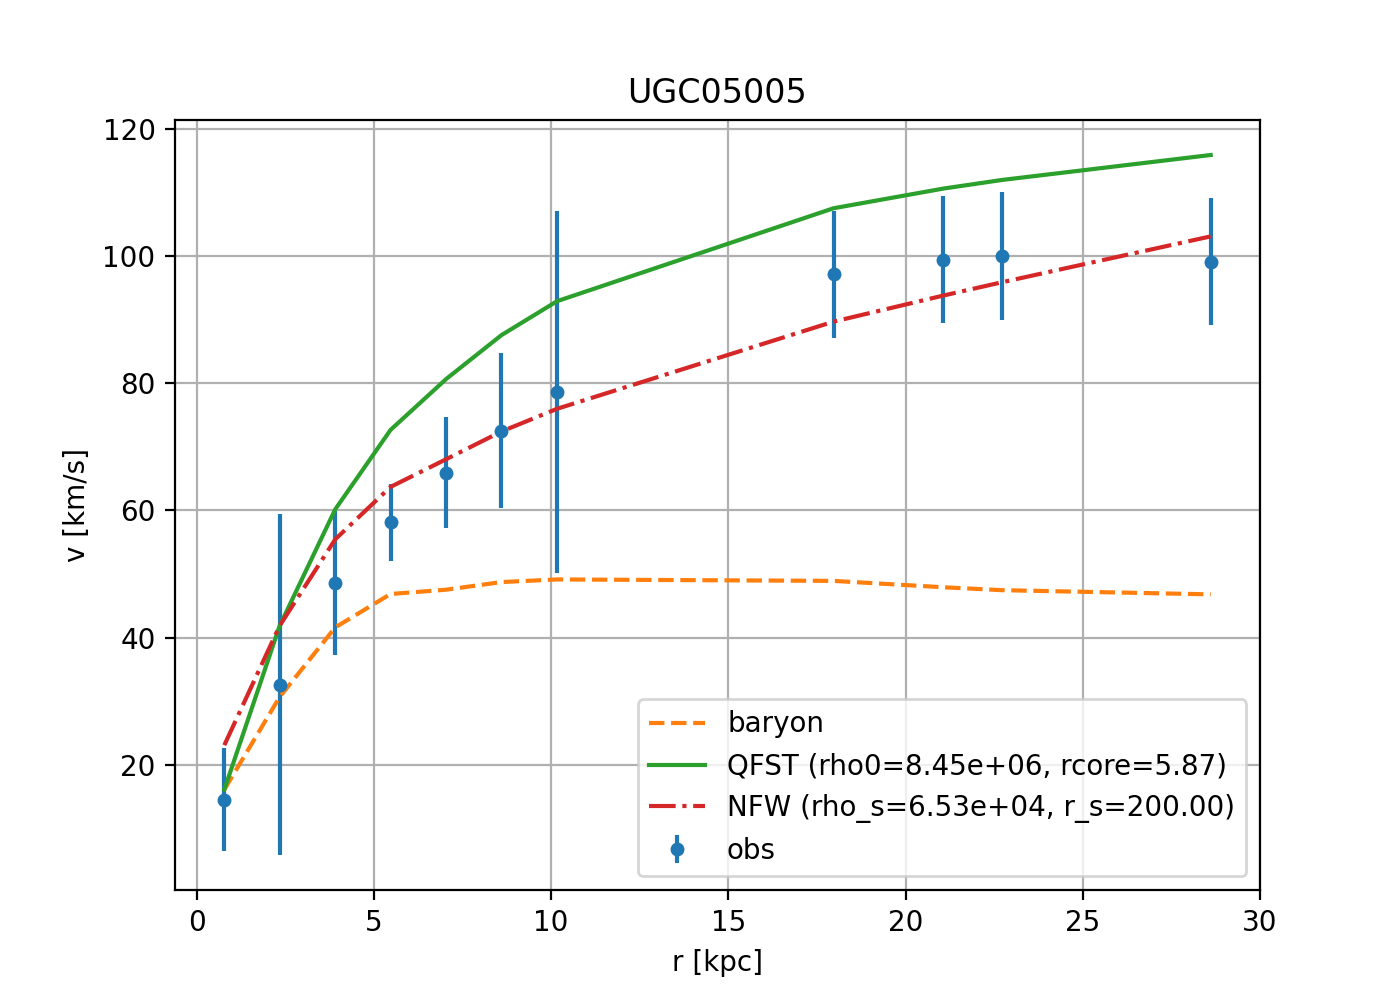 UGC05005
120
100
80
60
40
20
v [km/s]
baryon
QFST (rho0=8.45e+06, rcore=5.87)
NFW (rho_s=6.53e+04, r_s=200.00)
obs
0 5 10 15 20 25 30
r [kpc]